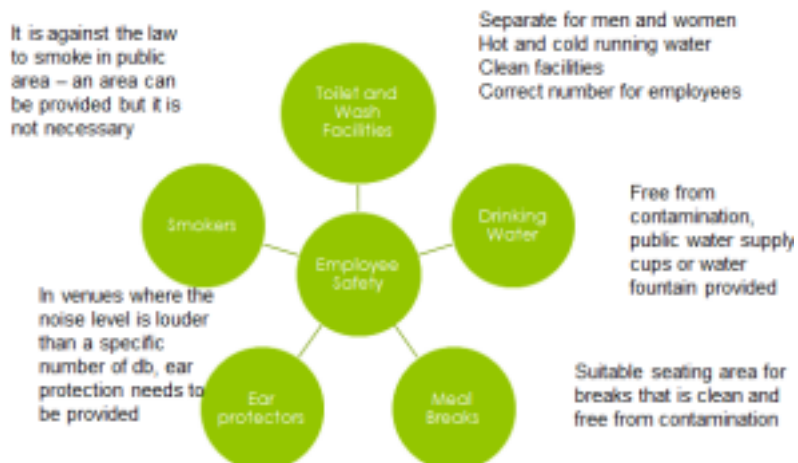 It is against the law
to smoke in public
area – an area can
be provided but it is
not necessary
Separate for men and women
Hot and cold running water
Clean facilities
Correct number for employees
Toilet and
Wash
Facilities
Smokers
Drinking
Water
Free from
contamination,
public water supply
cups or water
fountain provided
Employee
Safety
In venues where the
noise level is louder
than a specific
number of db, ear
protection needs to
be provided
Ear
protectors
Meal
Breaks
Suitable seating area for
breaks that is clean and
free from contamination